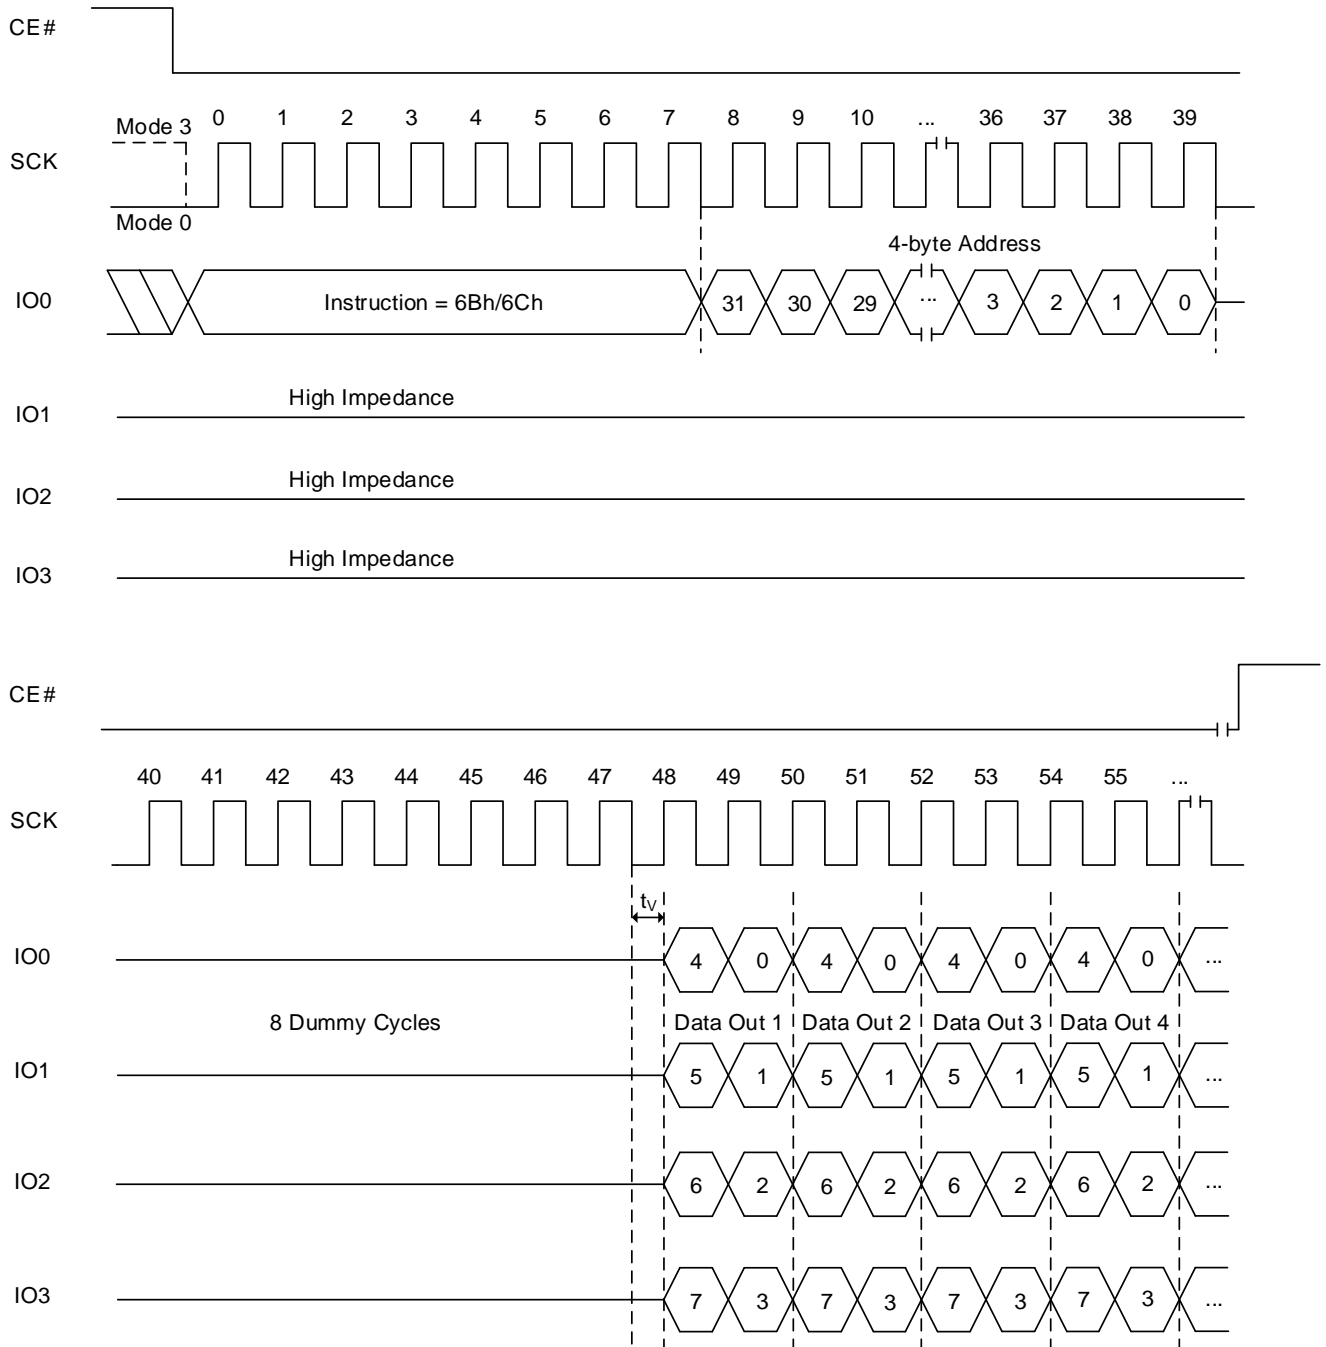 CE#
Mode 3 0 1 2 3 4 5 6 7 8 9 10 ... 36 37 38 39
SCK
Mode 0
4-byte Address
IO0 Instruction = 6Bh/6Ch 31 30 29 ... 3 2 1 0
High Impedance
IO1
High Impedance
IO2
High Impedance
IO3
CE#
40 41 42 43 44 45 46 47 48 49 50 51 52 53 54 55 ...
SCK
tV
IO0 4 0 4 0 4 0 4 0 ...
8 Dummy Cycles Data Out 1 Data Out 2 Data Out 3 Data Out 4
IO1 5 1 5 1 5 1 5 1 ...
IO2 6 2 6 2 6 2 6 2 ...
IO3 7 3 7 3 7 3 7 3 ...